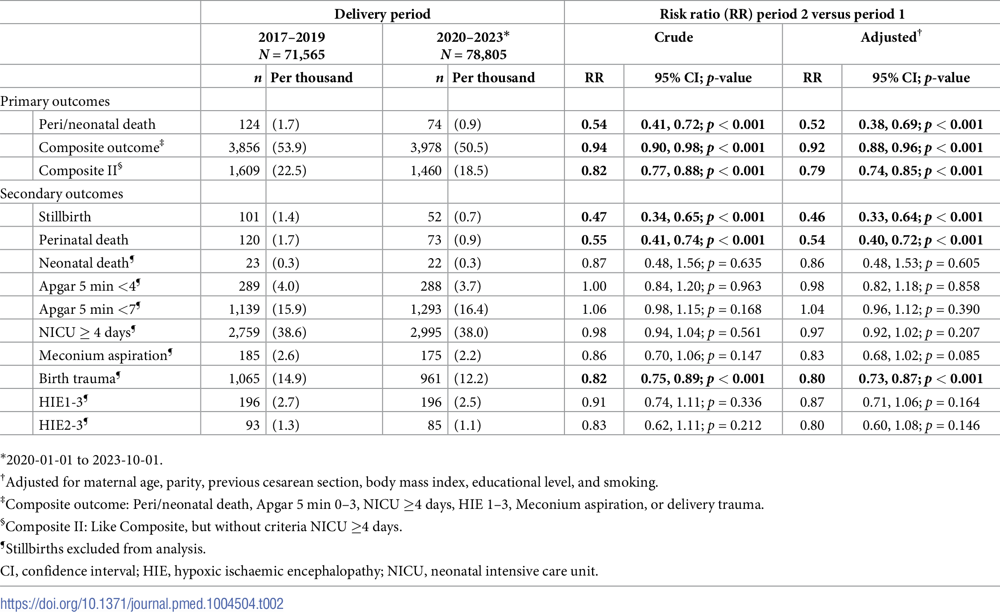 Delivery period Risk ratio (RR) period 2 versus period 1
2017–2019 2020–2023* Crude Adjusted†
N = 71,565 N = 78,805
n Per thousand n Per thousand RR 95% CI; p-value RR 95% CI; p-value
Primary outcomes
Peri/neonatal death 124 (1.7) 74 (0.9) 0.54 0.41, 0.72; p < 0.001 0.52 0.38, 0.69; p < 0.001
Composite outcome‡ 3,856 (53.9) 3,978 (50.5) 0.94 0.90, 0.98; p < 0.001 0.92 0.88, 0.96; p < 0.001
Composite II§ 1,609 (22.5) 1,460 (18.5) 0.82 0.77, 0.88; p < 0.001 0.79 0.74, 0.85; p < 0.001
Secondary outcomes
Stillbirth 101 (1.4) 52 (0.7) 0.47 0.34, 0.65; p < 0.001 0.46 0.33, 0.64; p < 0.001
Perinatal death 120 (1.7) 73 (0.9) 0.55 0.41, 0.74; p < 0.001 0.54 0.40, 0.72; p < 0.001
Neonatal death¶ 23 (0.3) 22 (0.3) 0.87 0.48, 1.56; p = 0.635 0.86 0.48, 1.53; p = 0.605
Apgar 5 min <4¶ 289 (4.0) 288 (3.7) 1.00 0.84, 1.20; p = 0.963 0.98 0.82, 1.18; p = 0.858
Apgar 5 min <7¶ 1,139 (15.9) 1,293 (16.4) 1.06 0.98, 1.15; p = 0.168 1.04 0.96, 1.12; p = 0.390
NICU ≥ 4 days¶ 2,759 (38.6) 2,995 (38.0) 0.98 0.94, 1.04; p = 0.561 0.97 0.92, 1.02; p = 0.207
Meconium aspiration¶ 185 (2.6) 175 (2.2) 0.86 0.70, 1.06; p = 0.147 0.83 0.68, 1.02; p = 0.085
Birth trauma¶ 1,065 (14.9) 961 (12.2) 0.82 0.75, 0.89; p < 0.001 0.80 0.73, 0.87; p < 0.001
HIE1-3¶ 196 (2.7) 196 (2.5) 0.91 0.74, 1.11; p = 0.336 0.87 0.71, 1.06; p = 0.164
HIE2-3¶ 93 (1.3) 85 (1.1) 0.83 0.62, 1.11; p = 0.212 0.80 0.60, 1.08; p = 0.146
*2020-01-01 to 2023-10-01.
†Adjusted for maternal age, parity, previous cesarean section, body mass index, educational level, and smoking.
‡Composite outcome: Peri/neonatal death, Apgar 5 min 0–3, NICU ≥4 days, HIE 1–3, Meconium aspiration, or delivery trauma.
§Composite II: Like Composite, but without criteria NICU ≥4 days.
¶Stillbirths excluded from analysis.
CI, confidence interval; HIE, hypoxic ischaemic encephalopathy; NICU, neonatal intensive care unit.
https://doi.org/10.1371/journal.pmed.1004504.t002